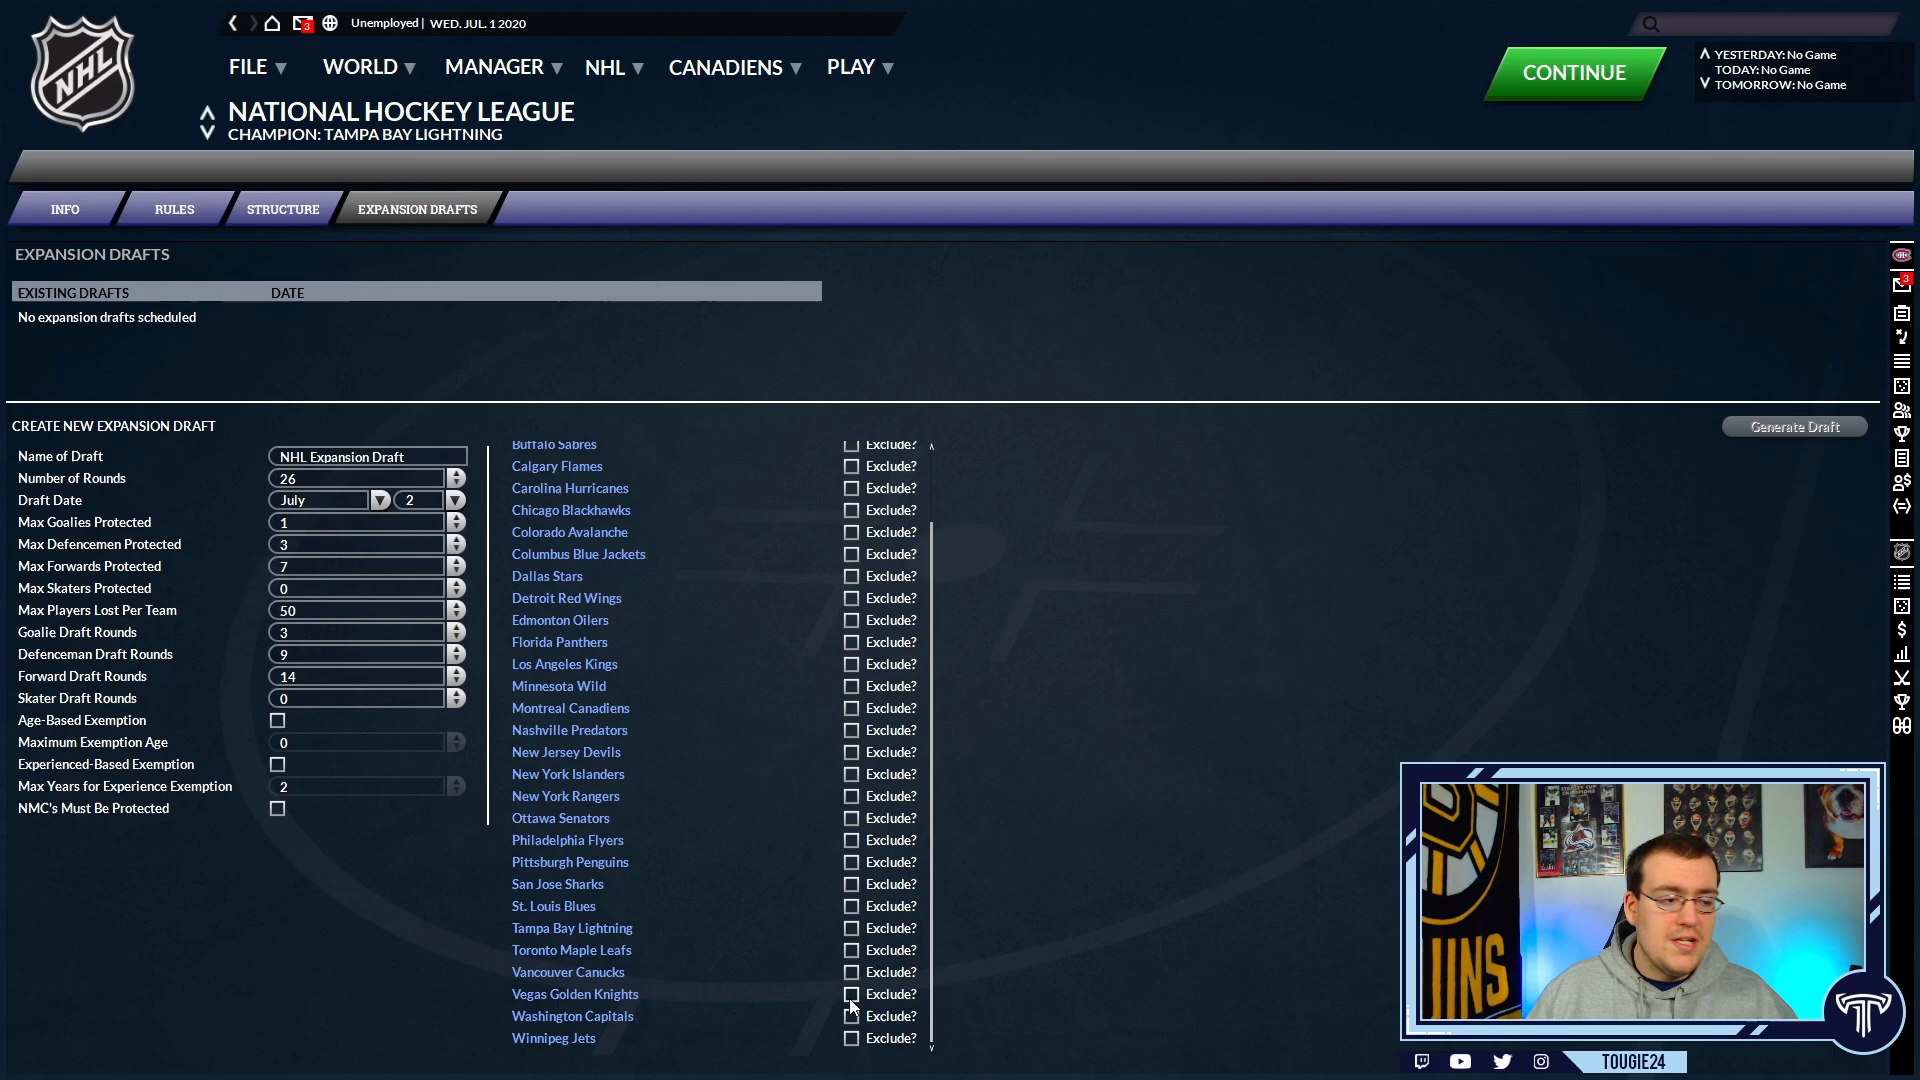 NHL
3
Unemployed | WED. JUL. 1 2020
FILE WORLD MANAGER NHL CANADIENS PLAY
CONTINUE
YESTERDAY: No Game
TODAY: No Game
TOMORROW: No Game
NATIONAL HOCKEY LEAGUE
CHAMPION: TAMPA BAY LIGHTNING
INFO RULES STRUCTURE EXPANSION DRAFTS
EXPANSION DRAFTS
EXISTING DRAFTS DATE
No expansion drafts scheduled
3
CREATE NEW EXPANSION DRAFT
Generate Draft
Name of Draft NHL Expansion Draft
Number of Rounds 26
Draft Date July 2
Max Goalies Protected 1
Max Defencemen Protected 3
Max Forwards Protected 7
Max Skaters Protected 0
Max Players Lost Per Team 50
Goalie Draft Rounds 3
Defenceman Draft Rounds 9
Forward Draft Rounds 14
Skater Draft Rounds 0
Age-Based Exemption
Maximum Exemption Age 0
Experienced-Based Exemption
Max Years for Experience Exemption 2
NMC's Must Be Protected
Buffalo Sabres Exclude?
Calgary Flames Exclude?
Carolina Hurricanes Exclude?
Chicago Blackhawks Exclude?
Colorado Avalanche Exclude?
Columbus Blue Jackets Exclude?
Dallas Stars Exclude?
Detroit Red Wings Exclude?
Edmonton Oilers Exclude?
Florida Panthers Exclude?
Los Angeles Kings Exclude?
Minnesota Wild Exclude?
Montreal Canadiens Exclude?
Nashville Predators Exclude?
New Jersey Devils Exclude?
New York Islanders Exclude?
New York Rangers Exclude?
Ottawa Senators Exclude?
Philadelphia Flyers Exclude?
Pittsburgh Penguins Exclude?
San Jose Sharks Exclude?
St. Louis Blues Exclude?
Tampa Bay Lightning Exclude?
Toronto Maple Leafs Exclude?
Vancouver Canucks Exclude?
Vegas Golden Knights Exclude?
Washington Capitals Exclude?
Winnipeg Jets Exclude?
UINS
TOUGIE24